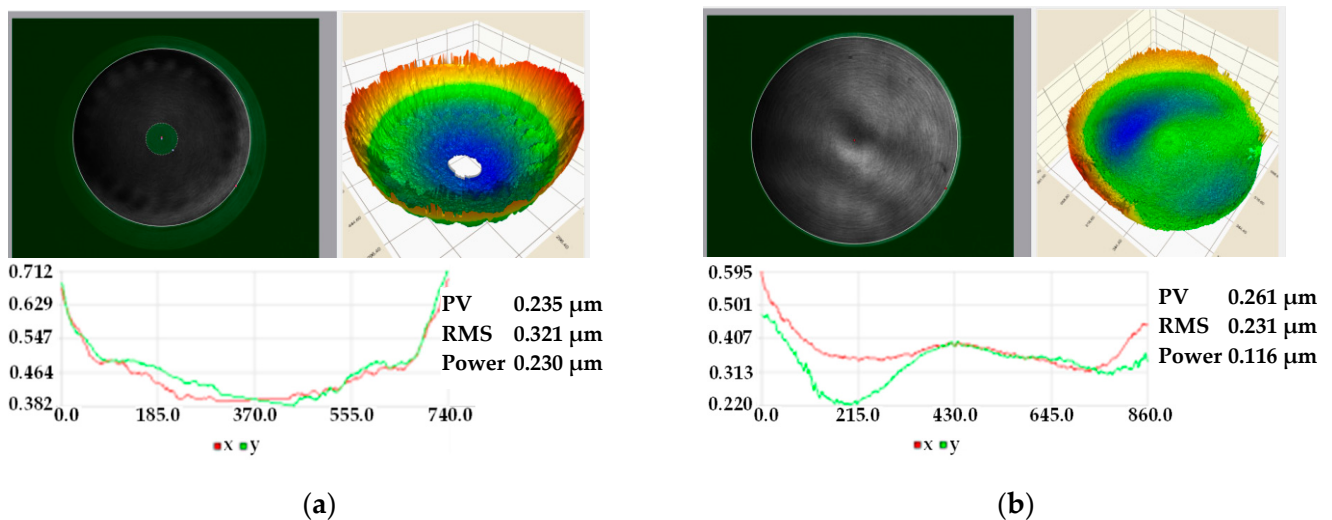 0.712
0.629
0.547
0.464
0.382
0.0 185.0 370.0 555.0 740.0
x y
PV 0.235 μm
RMS 0.321 μm
Power 0.230 μm
(a)
0.595
0.501
0.407
0.313
0.220
0.0 215.0 430.0 645.0 860.0
x y
PV 0.261 μm
RMS 0.231 μm
Power 0.116 μm
(b)